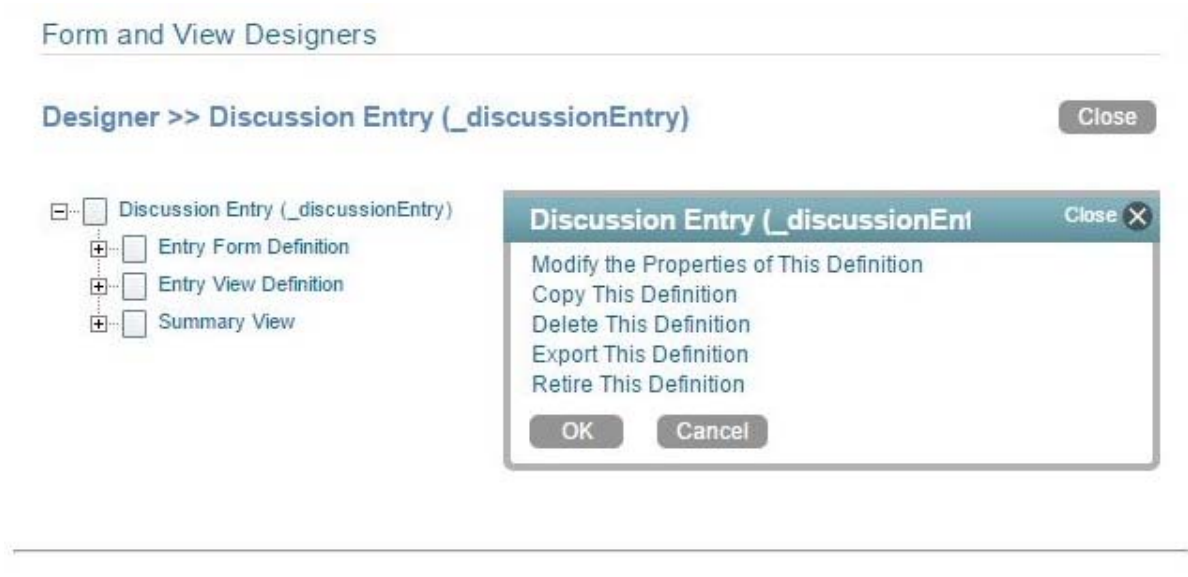 Form and View Designers
Designer >> Discussion Entry (_discussionEntry)
Close
Discussion Entry (_discussionEntry)
Entry Form Definition
Entry View Definition
Summary View
Discussion Entry (_discussionEnt
Close
Modify the Properties of This Definition
Copy This Definition
Delete This Definition
Export This Definition
Retire This Definition
OK
Cancel